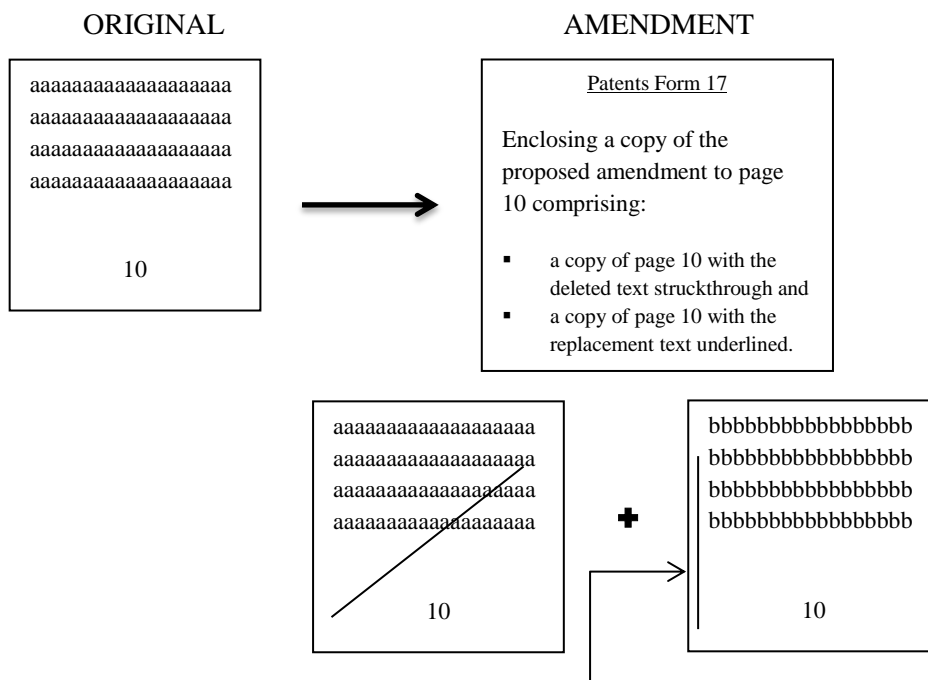 ORIGINAL
AMENDMENT
aaaaaaaaaaaaaaaaaaa
aaaaaaaaaaaaaaaaaaa
aaaaaaaaaaaaaaaaaaa
aaaaaaaaaaaaaaaaaaa
10
Patents Form 17
Enclosing a copy of the
proposed amendment to page
10 comprising:
▪ a copy of page 10 with the
deleted text struckthrough and
▪ a copy of page 10 with the
replacement text underlined.
aaaaaaaaaaaaaaaaaaa
aaaaaaaaaaaaaaaaaaa
aaaaaaaaaaaaaaaaaaa
aaaaaaaaaaaaaaaaaaa
10
bbbbbbbbbbbbbbbbb
bbbbbbbbbbbbbbbbb
bbbbbbbbbbbbbbbbb
bbbbbbbbbbbbbbbbb
10